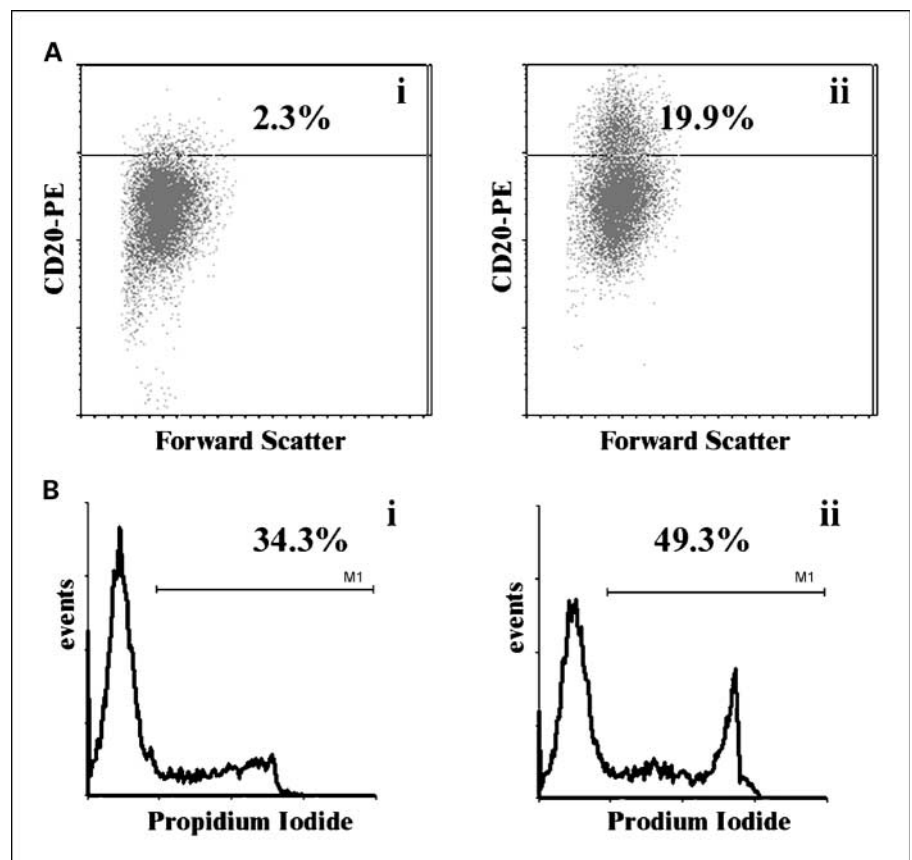 A
i
2.3%
CD20-PE
Forward Scatter
ii
19.9%
CD20-PE
Forward Scatter
B
i
34.3%
M1
events
Propidium Iodide
ii
49.3%
M1
events
Prodium Iodide